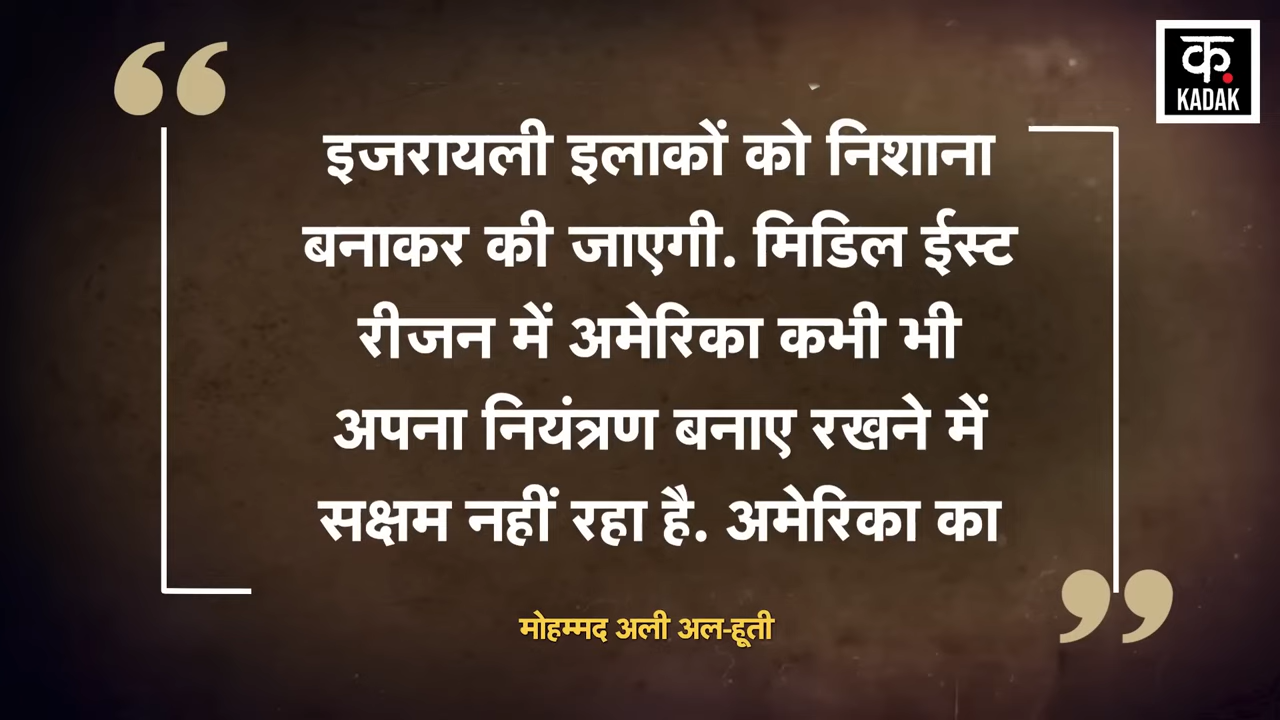 क.
KADAK
इजरायली इलाकों को निशाना
बनाकर की जाएगी. मिडिल ईस्ट
रीजन में अमेरिका कभी भी
अपना नियंत्रण बनाए रखने में
सक्षम नहीं रहा है. अमेरिका का
मोहम्मद अली अल-हूती